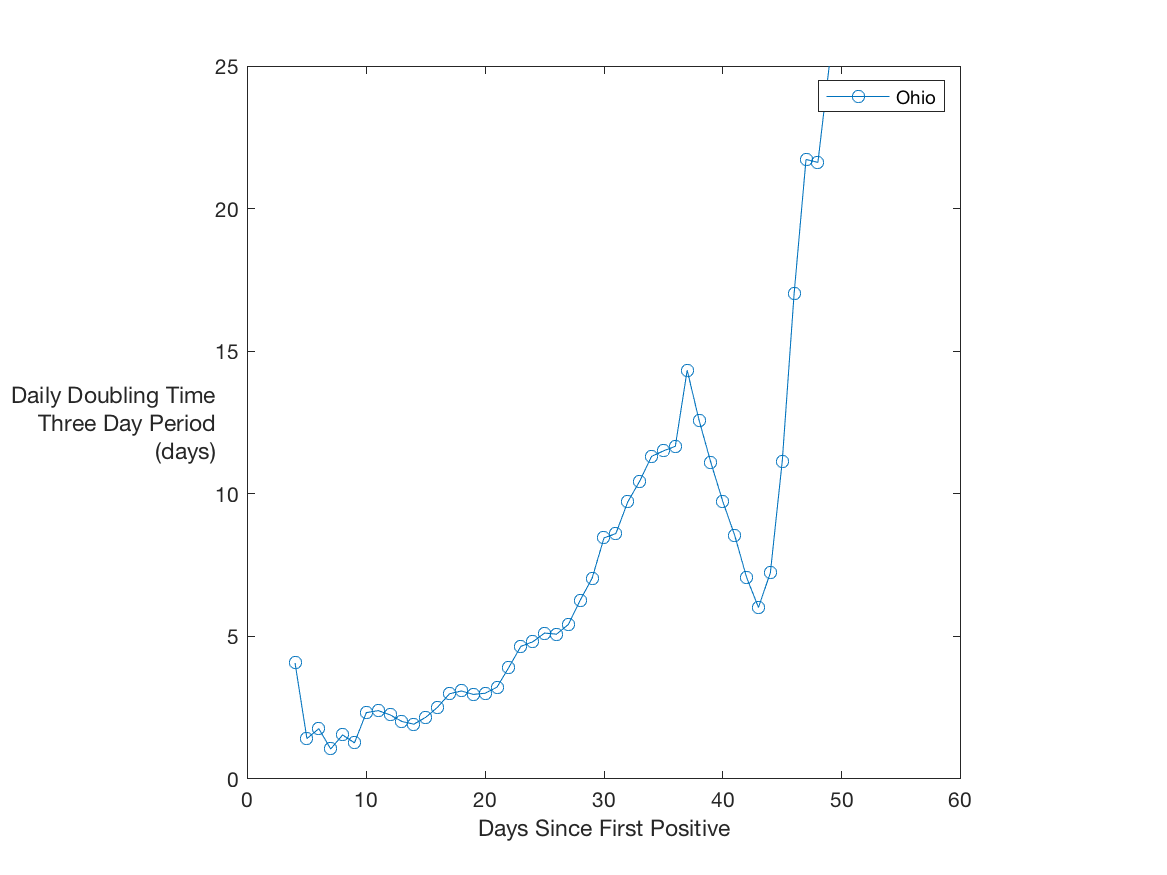 25
20
15
10
5
0
Daily Doubling Time
Three Day Period
(days)
Ohio
0 10 20 30 40 50 60
Days Since First Positive